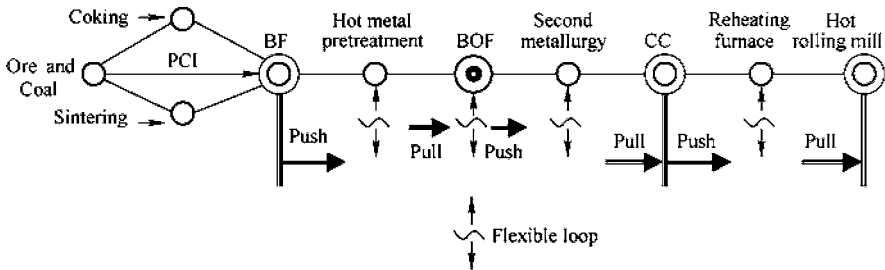 Coking
Hot metal
pretreatment
Second
metallurgy
Reheating
furnace
Hot
rolling mill
BF
BOF
CC
Ore and
Coal
PCI
Sintering
Push
Pull
Push
Pull
Push
Pull
Flexible loop